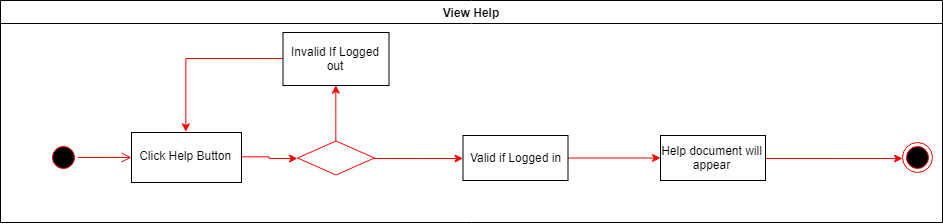 View Help
Invalid If Logged
out
Click Help Button
Valid if Logged in
Help document will
appear